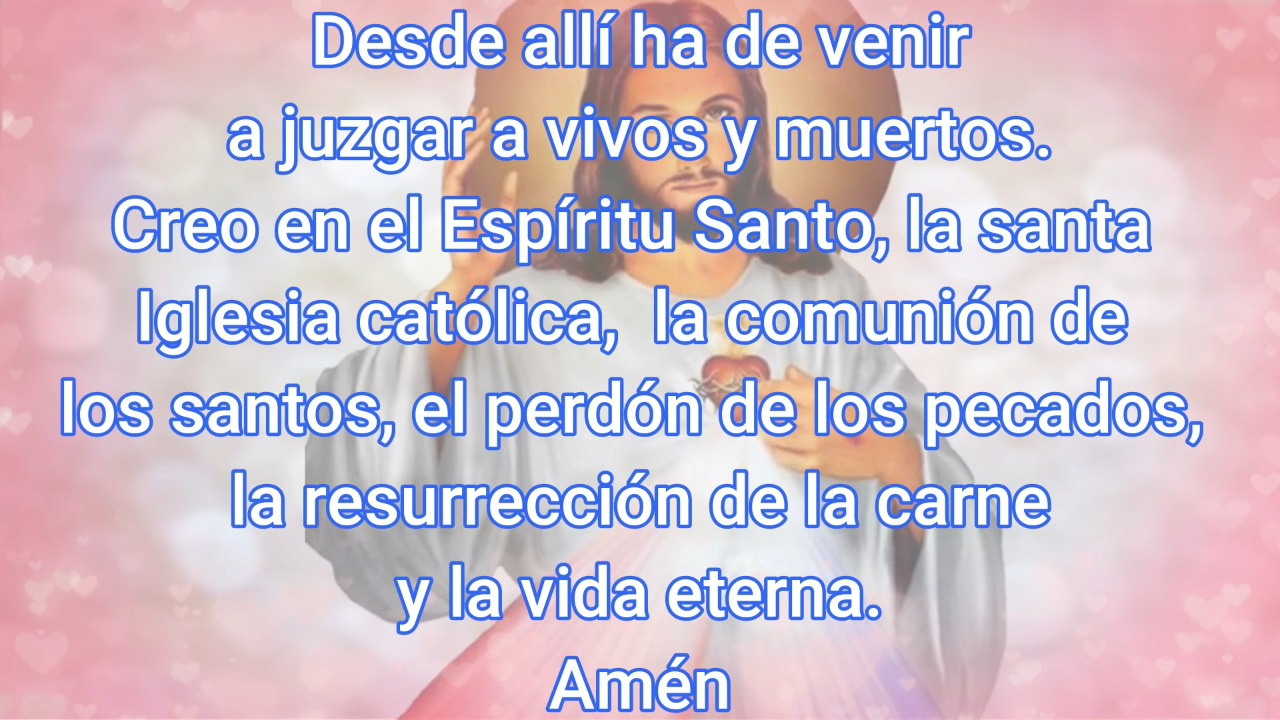 Desde allí ha de venir
a juzgar a vivos y muertos.
Creo en el Espíritu Santo, la santa
Iglesia católica,  la comunión de
los santos, el perdón de los pecados,
la resurrección de la carne
y la vida eterna.
Amén